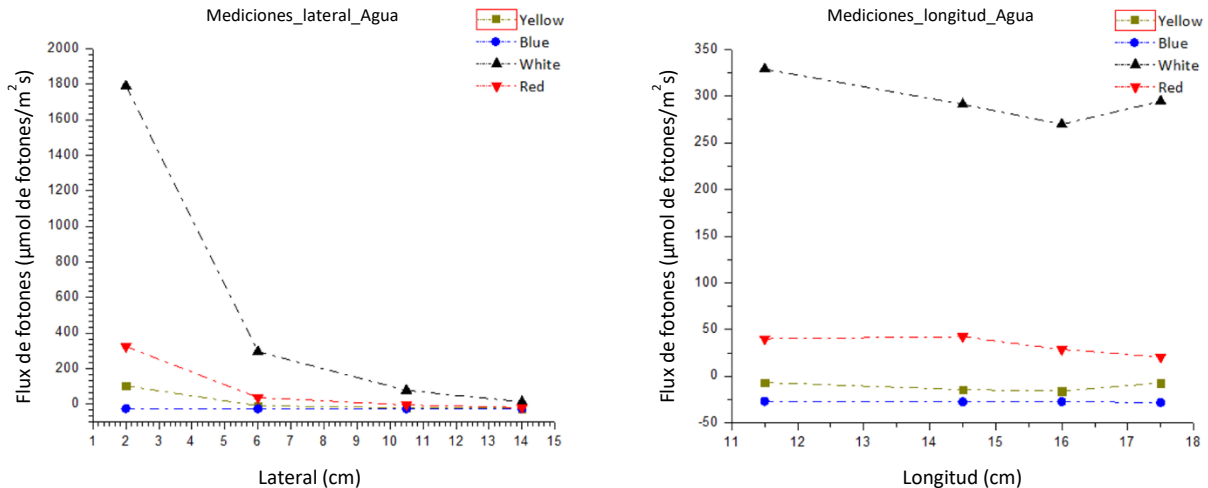 Mediciones_lateral_Agua
Yellow
Blue
White
Red
Flux de fotones (µmol de fotones/m²s)
2000
1800
1600
1400
1200
1000
800
600
400
200
0
1 2 3 4 5 6 7 8 9 10 11 12 13 14 15
Lateral (cm)
Mediciones_longitud_Agua
Yellow
Blue
White
Red
Flux de fotones (µmol de fotones/m²s)
350
300
250
200
150
100
50
0
-50
11 12 13 14 15 16 17 18
Longitud (cm)